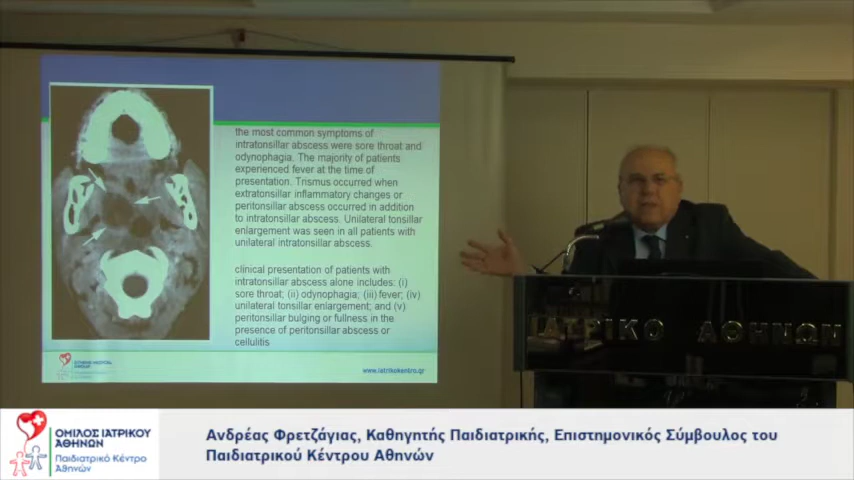 the most common symptoms of
intratonsillar abscess were sore throat and
odynophagia. The majority of patients
experienced fever at the time of
presentation. Trismus occurred when
extratonsillar inflammatory changes or
peritonsillar abscess occurred in addition
to intratonsillar abscess. Unilateral tonsillar
enlargement was seen in all patients with
unilateral intratonsillar abscess.
clinical presentation of patients with
intratonsillar abscess alone includes: (i)
sore throat; (ii) odynophagia; (iii) fever; (iv)
unilateral tonsillar enlargement; and (v)
peritonsillar bulging or fullness in the
presence of peritonsillar abscess or
cellulitis
www.iatrikokentro.gr
ΙΑΤΡΙΚΟ ΑΘΗΝΩΝ
ΟΜΙΛΟΣ ΙΑΤΡΙΚΟΥ
ΑΘΗΝΩΝ
Παιδιατρικό Κέντρο
Αθηνών
Ανδρέας Φρετζάγιας, Καθηγητής Παιδιατρικής, Επιστημονικός Σύμβουλος του
Παιδιατρικού Κέντρου Αθηνών